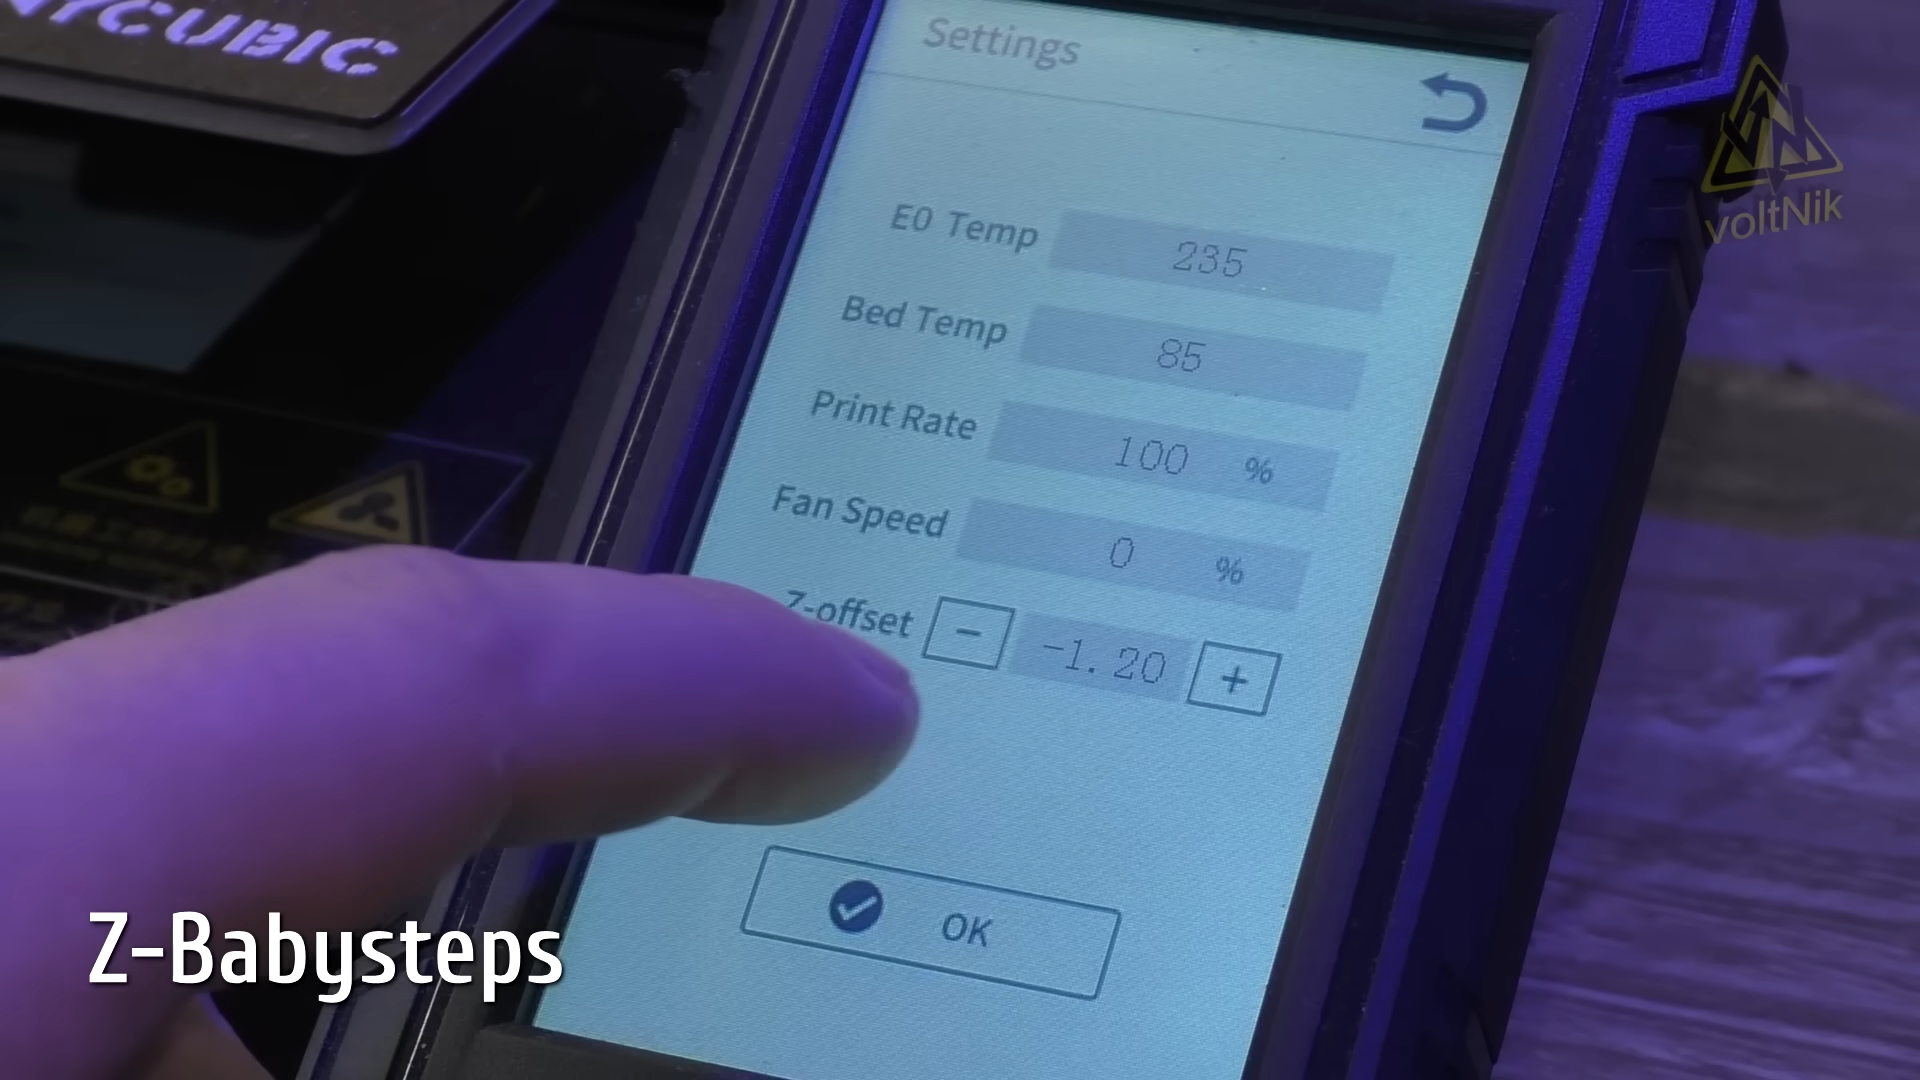 NYCUBIC
Settings
voltNik
E0 Temp 235
Bed Temp 85
Print Rate 100 %
Fan Speed 0 %
Z-offset - -1.20 +
OK
Z-Babysteps